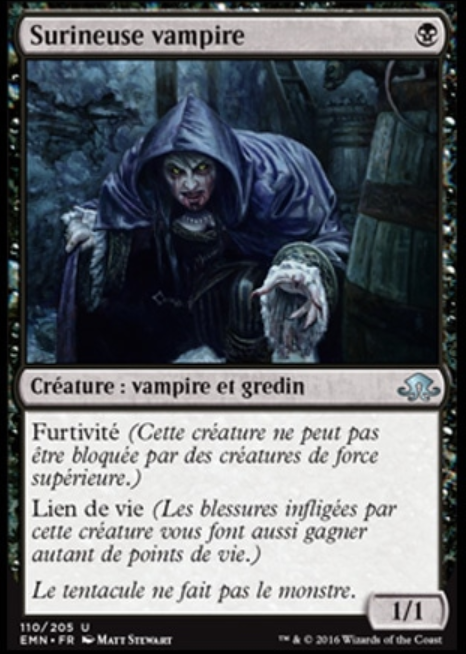 Surineuse vampire
Créature : vampire et gredin
Furtivité (Cette créature ne peut pas
être bloquée par des créatures de force
supérieure.)
Lien de vie (Les blessures infligées par
cette créature vous font aussi gagner
autant de points de vie.)
Le tentacule ne fait pas le monstre.
1/1
110/205 U
EMN • FR Matt Stewart
™ & © 2016 Wizards of the Coast